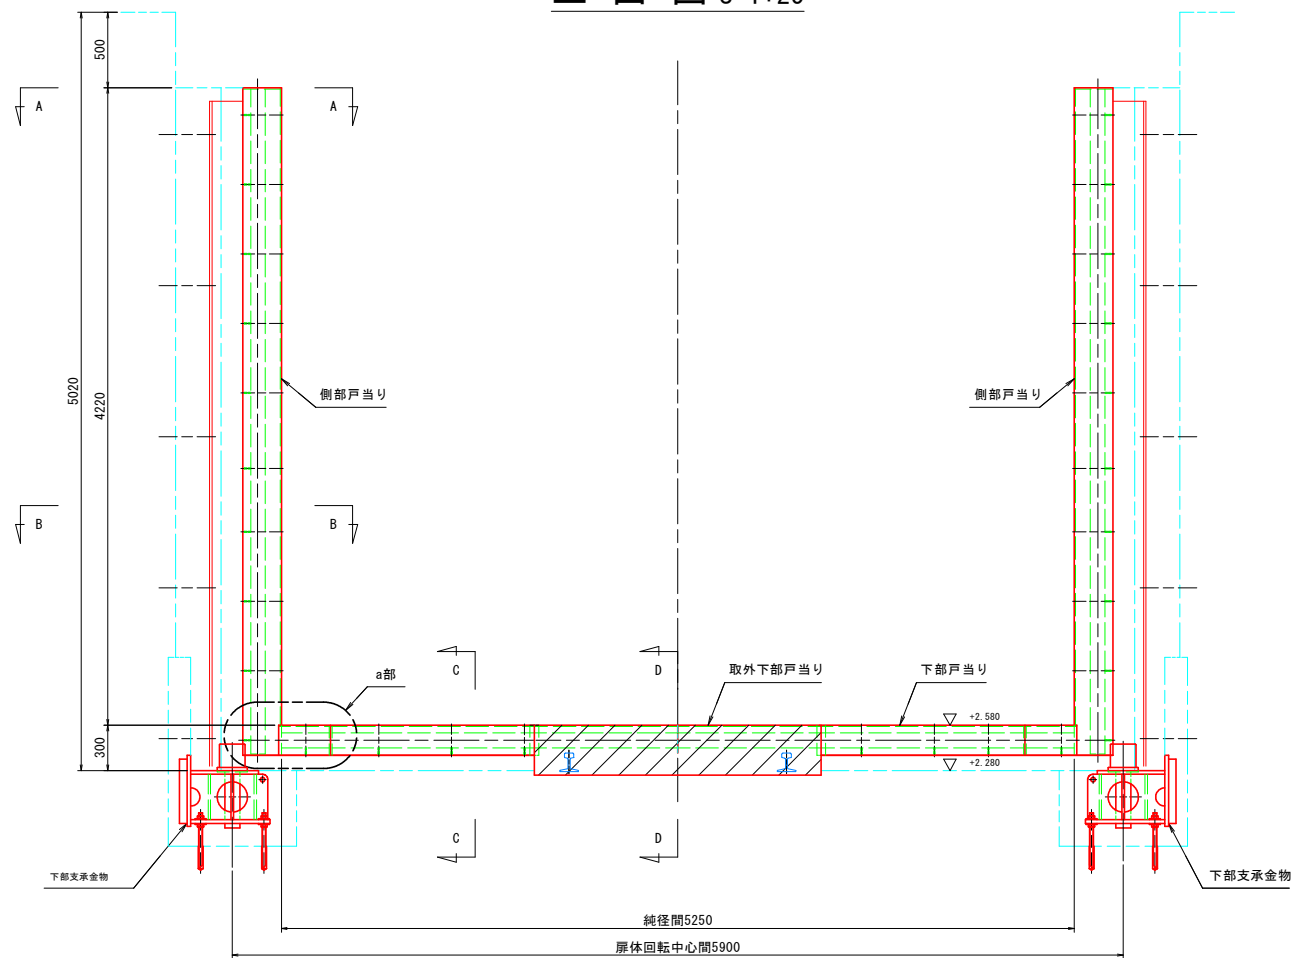 500
A
A
側部戸当り
側部戸当り
5020
4220
B
B
C
D
a部
取外下部戸当り
下部戸当り
+2.580
300
+2.280
C
D
下部支承金物
下部支承金物
純径間5250
扉体回転中心間5900